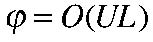 φ = O(UL)